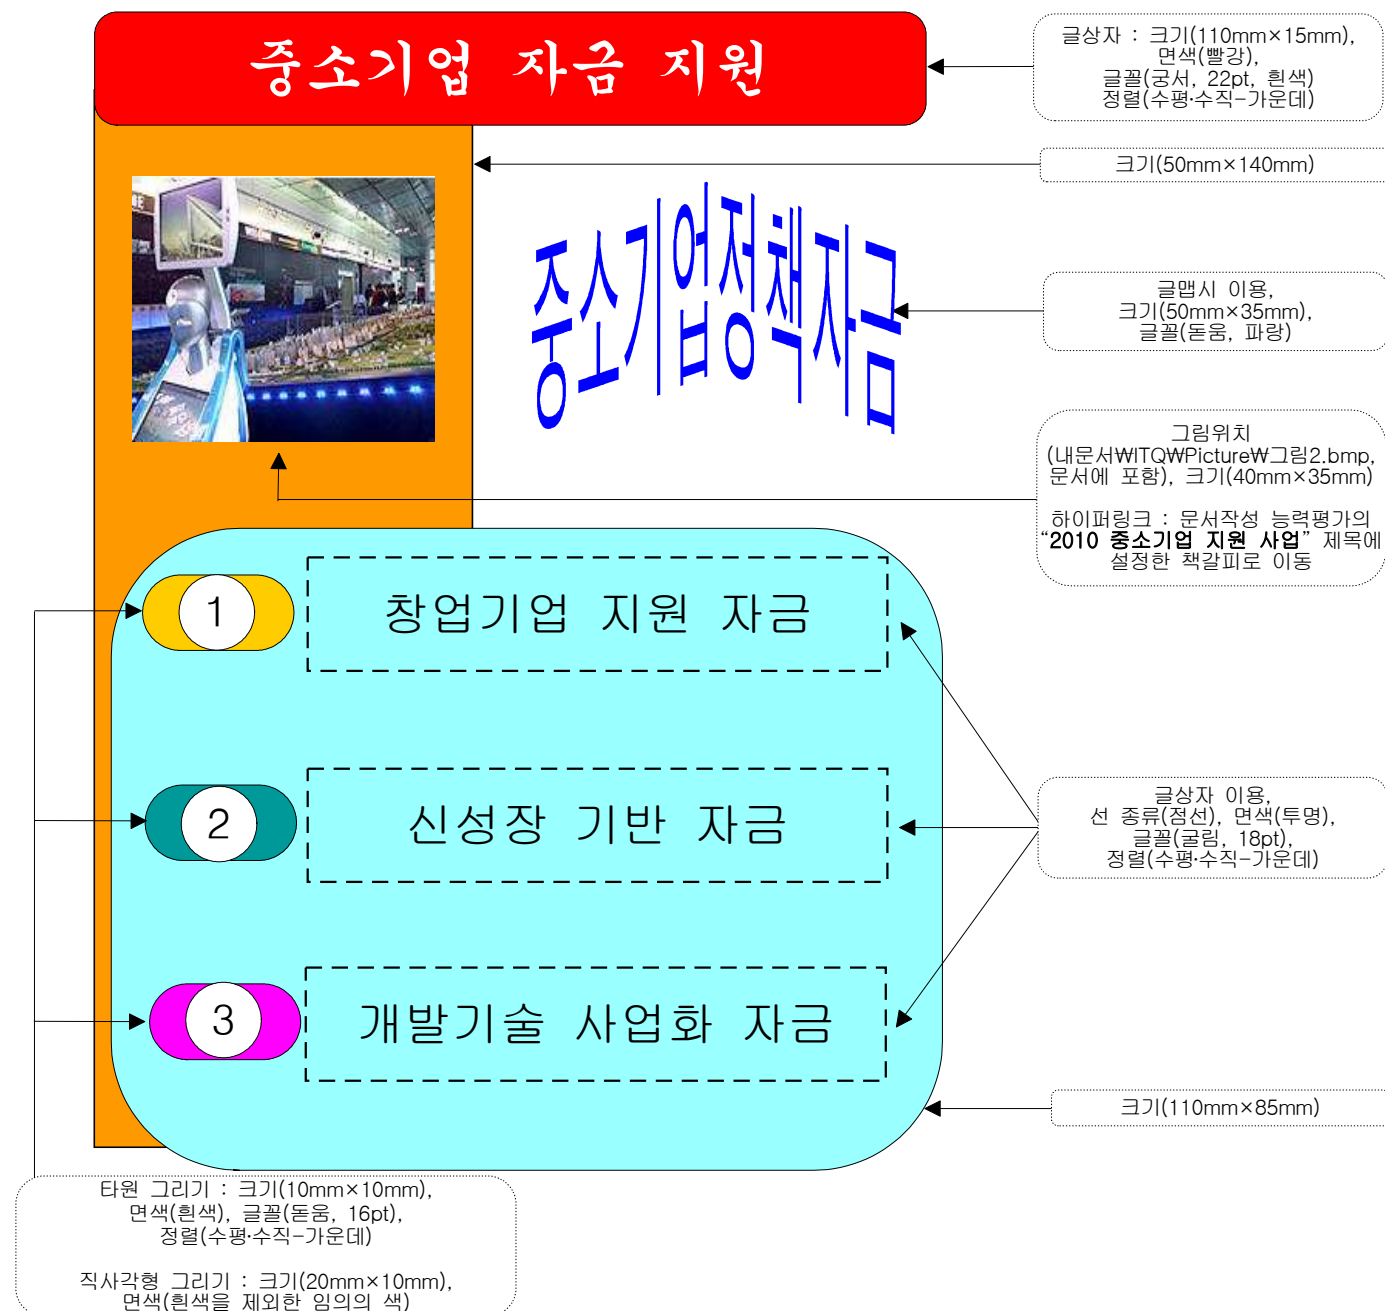 중소기업 자금 지원
글상자 : 크기(110mm×15mm),
면색(빨강),
글꼴(궁서, 22pt, 흰색)
정렬(수평·수직-가운데)
크기(50mm×140mm)
중소기업정책자금
글맵시 이용,
크기(50mm×35mm),
글꼴(돋움, 파랑)
그림위치
(내문서₩ITQ₩Picture₩그림2.bmp,
문서에 포함), 크기(40mm×35mm)
하이퍼링크 : 문서작성 능력평가의
“2010 중소기업 지원 사업” 제목에
설정한 책갈피로 이동
1
창업기업 지원 자금
2
신성장 기반 자금
글상자 이용,
선 종류(점선), 면색(투명),
글꼴(굴림, 18pt),
정렬(수평·수직-가운데)
3
개발기술 사업화 자금
크기(110mm×85mm)
타원 그리기 : 크기(10mm×10mm),
면색(흰색), 글꼴(돋움, 16pt),
정렬(수평·수직-가운데)
직사각형 그리기 : 크기(20mm×10mm),
면색(흰색을 제외한 임의의 색)